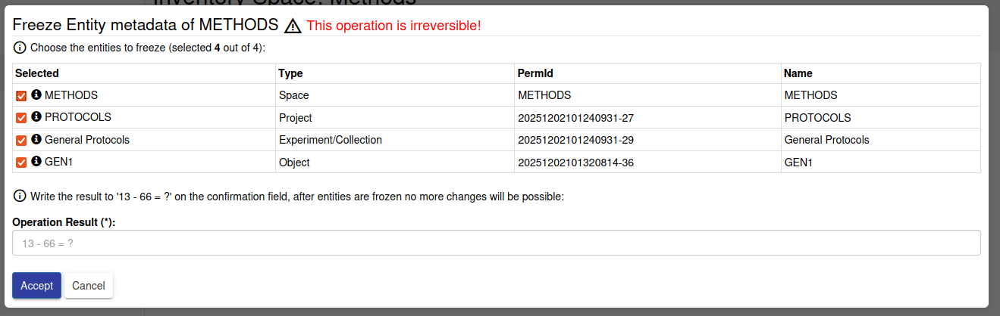 Inventory Space: Methods
Freeze Entity metadata of METHODS This operation is irreversible!
Choose the entities to freeze (selected 4 out of 4):
Selected Type PermId Name
METHODS Space METHODS METHODS
PROTOCOLS Project 20251202101240931-27 PROTOCOLS
General Protocols Experiment/Collection 20251202101240931-29 General Protocols
GEN1 Object 20251202101320814-36 GEN1
Write the result to '13 - 66 = ?' on the confirmation field, after entities are frozen no more changes will be possible:
Operation Result (*):
13 - 66 = ?
Accept Cancel